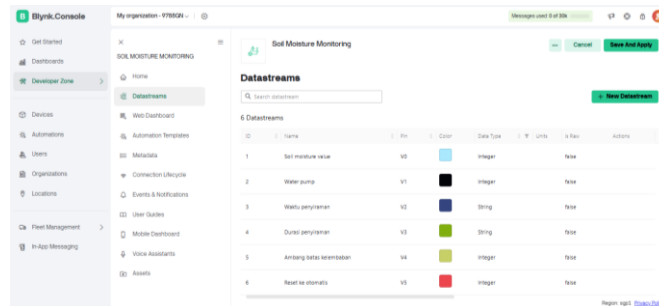 Blynk.Console
My organization - 9798GN
Messages used: 0 of 30k
Get Started
Dashboards
Developer Zone
Devices
Automations
Users
Organizations
Locations
Fleet Management
In-App Messaging
SOIL MOISTURE MONITORING
Home
Datastreams
Web Dashboard
Automation Templates
Metadata
Connection Lifecycle
Events & Notifications
User Guides
Mobile Dashboard
Voice Assistants
Assets
Soil Moisture Monitoring
Cancel
Save And Apply
Datastreams
Search datastream
+ New Datastream
6 Datastreams
ID Name Pin Color Data Type Units Is Raw Actions
1 Soil moisture value V0 Integer false
2 Water pump V1 Integer false
3 Waktu penyiraman V2 String false
4 Durasi penyiraman V3 String false
5 Ambang batas kelembaban V4 Integer false
6 Reset ke otomatis V5 Integer false
Region: sgp1 Privacy Pol